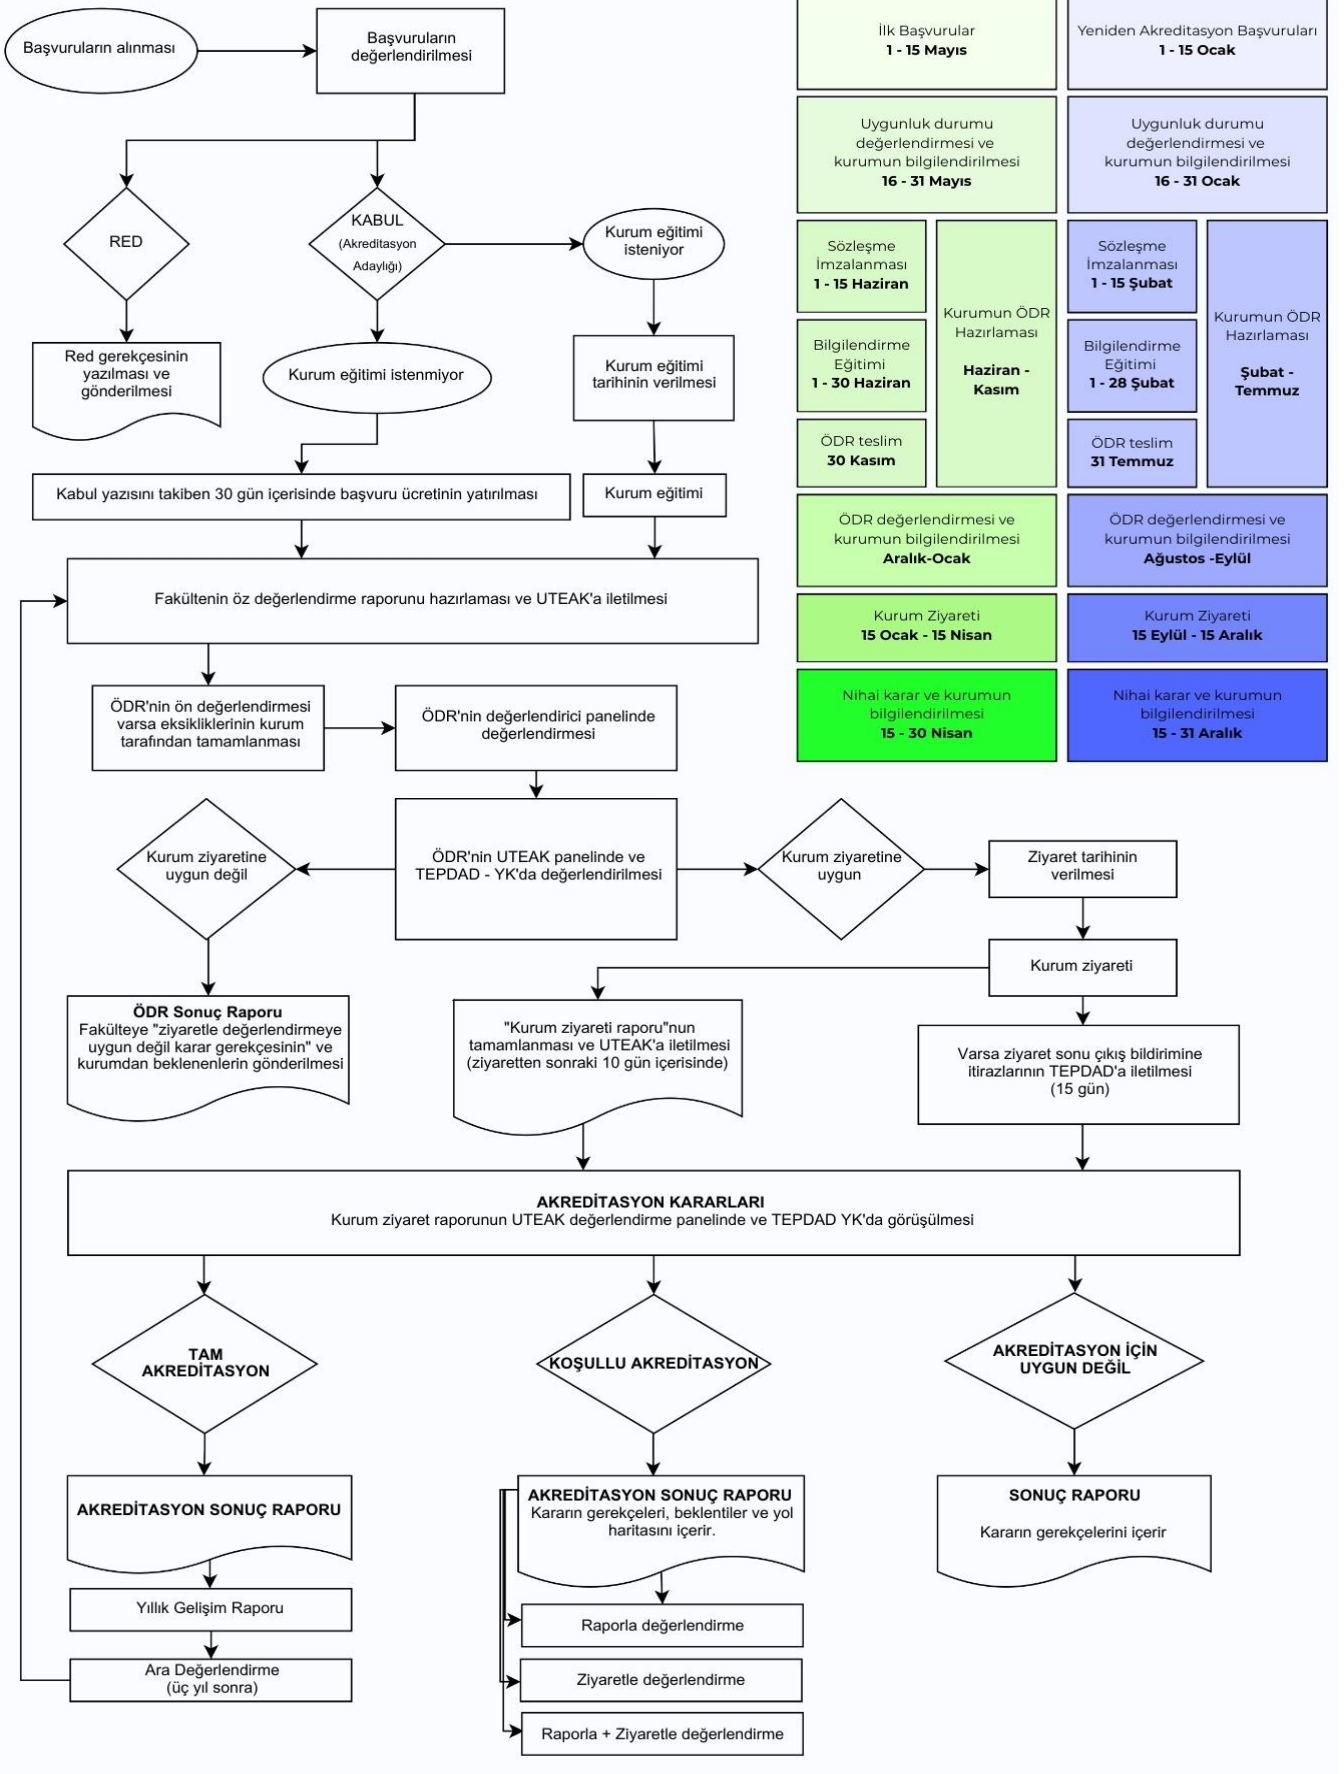 Başvuruların alınması
Başvuruların
değerlendirilmesi
RED
KABUL
(Akreditasyon
Adaylığı)
Kurum eğitimi
isteniyor
Red gerekçesinin
yazılması ve
gönderilmesi
Kurum eğitimi istenmiyor
Kurum eğitimi
tarihinin verilmesi
Kabul yazısını takiben 30 gün içerisinde başvuru ücretinin yatırılması
Kurum eğitimi
Fakültenin öz değerlendirme raporunu hazırlaması ve UTEAK'a iletilmesi
ÖDR'nin ön değerlendirmesi
varsa eksikliklerinin kurum
tarafından tamamlanması
ÖDR'nin değerlendirici panelinde
değerlendirmesi
Kurum ziyaretine
uygun değil
ÖDR'nin UTEAK panelinde ve
TEPDAD - YK'da değerlendirilmesi
Kurum ziyaretine
uygun
Ziyaret tarihinin
verilmesi
Kurum ziyareti
ÖDR Sonuç Raporu
Fakülteye "ziyaretle değerlendirmeye
uygun değil karar gerekçesinin" ve
kurumdan beklenenlerin gönderilmesi
"Kurum ziyareti raporu"nun
tamamlanması ve UTEAK'a iletilmesi
(ziyaretten sonraki 10 gün içerisinde)
Varsa ziyaret sonu çıkış bildirimine
itirazlarının TEPDAD'a iletilmesi
(15 gün)
AKREDİTASYON KARARLARI
Kurum ziyaret raporunun UTEAK değerlendirme panelinde ve TEPDAD YK'da görüşülmesi
TAM
AKREDİTASYON
KOŞULLU AKREDİTASYON
AKREDİTASYON İÇİN
UYGUN DEĞİL
AKREDİTASYON SONUÇ RAPORU
AKREDİTASYON SONUÇ RAPORU
Kararın gerekçeleri, beklentiler ve yol
haritasını içerir.
SONUÇ RAPORU
Kararın gerekçelerini içerir
Yıllık Gelişim Raporu
Ara Değerlendirme
(üç yıl sonra)
Raporla değerlendirme
Ziyaretle değerlendirme
Raporla + Ziyaretle değerlendirme
İlk Başvurular
1 - 15 Mayıs
Uygunluk durumu
değerlendirmesi ve
kurumun bilgilendirilmesi
16 - 31 Mayıs
Sözleşme
İmzalanması
1 - 15 Haziran
Bilgilendirme
Eğitimi
1 - 30 Haziran
ÖDR teslim
30 Kasım
Kurumun ÖDR
Hazırlaması
Haziran -
Kasım
ÖDR değerlendirmesi ve
kurumun bilgilendirilmesi
Aralık-Ocak
Kurum Ziyareti
15 Ocak - 15 Nisan
Nihai karar ve kurumun
bilgilendirilmesi
15 - 30 Nisan
Yeniden Akreditasyon Başvuruları
1 - 15 Ocak
Uygunluk durumu
değerlendirmesi ve
kurumun bilgilendirilmesi
16 - 31 Ocak
Sözleşme
İmzalanması
1 - 15 Şubat
Bilgilendirme
Eğitimi
1 - 28 Şubat
ÖDR teslim
31 Temmuz
Kurumun ÖDR
Hazırlaması
Şubat -
Temmuz
ÖDR değerlendirmesi ve
kurumun bilgilendirilmesi
Ağustos -Eylül
Kurum Ziyareti
15 Eylül - 15 Aralık
Nihai karar ve kurumun
bilgilendirilmesi
15 - 31 Aralık